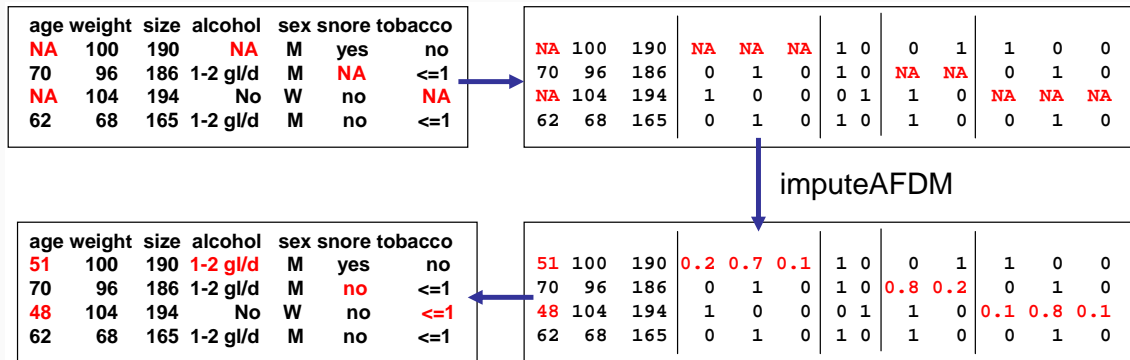 age weight size alcohol sex snore tobacco
NA 100 190 NA M yes no
70 96 186 1-2 gl/d M NA <=1
NA 104 194 No W no NA
62 68 165 1-2 gl/d M no <=1
NA 100 190 NA NA NA 1 0 0 1 1 0 0
70 96 186 0 1 0 1 0 NA NA 0 1 0
NA 104 194 1 0 0 0 1 1 0 NA NA NA
62 68 165 0 1 0 1 0 1 0 0 1 0
imputeAFDM
age weight size alcohol sex snore tobacco
51 100 190 1-2 gl/d M yes no
70 96 186 1-2 gl/d M no <=1
48 104 194 No W no <=1
62 68 165 1-2 gl/d M no <=1
51 100 190 0.2 0.7 0.1 1 0 0 1 1 0 0
70 96 186 0 1 0 1 0 0.8 0.2 0 1 0
48 104 194 1 0 0 0 1 1 0 0.1 0.8 0.1
62 68 165 0 1 0 1 0 1 0 0 1 0